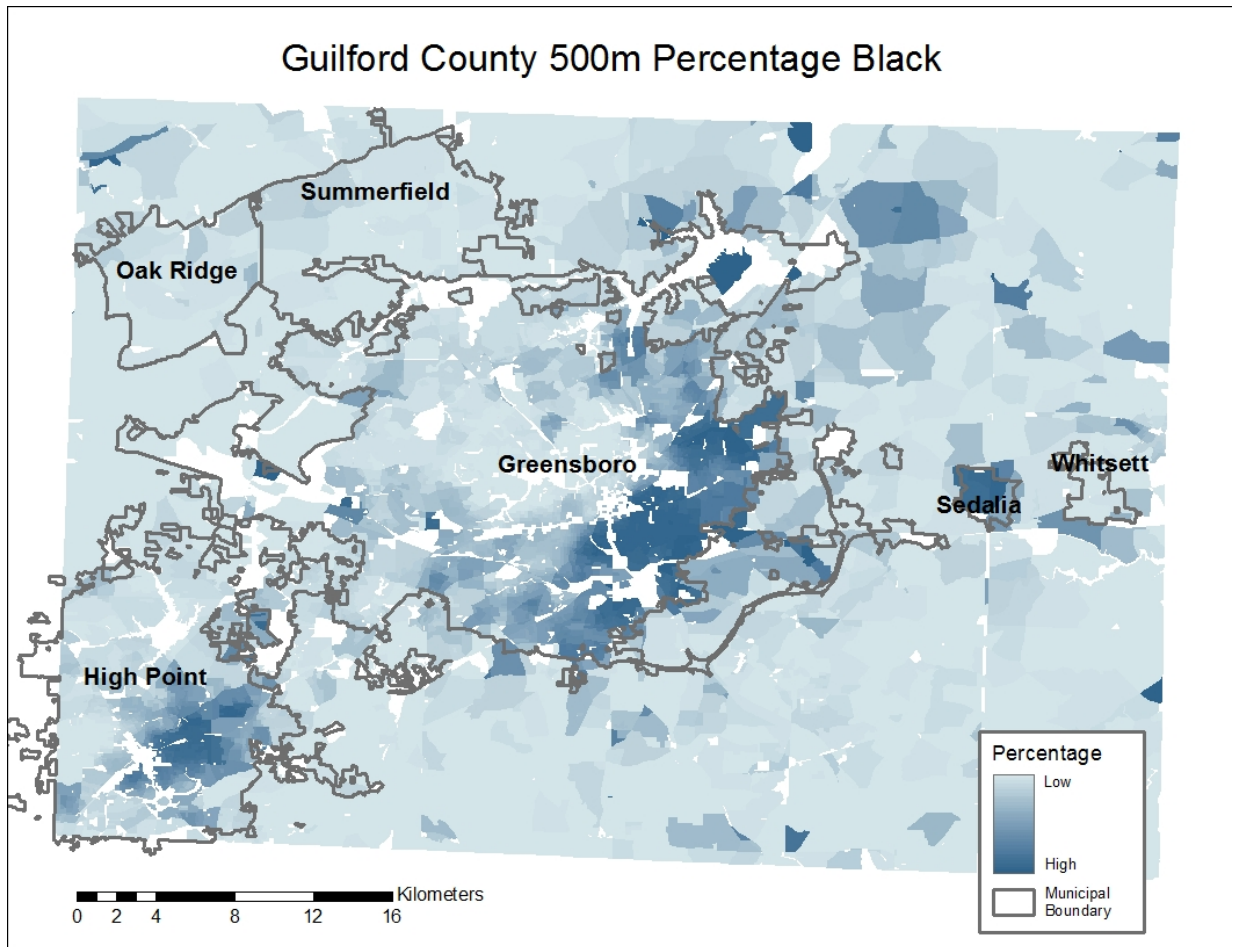 Guilford County 500m Percentage Black
Summerfield
Oak Ridge
Greensboro
Whitsett
Sedalia
High Point
Percentage
Low
High
Municipal
Boundary
Kilometers
0 2 4 8 12 16